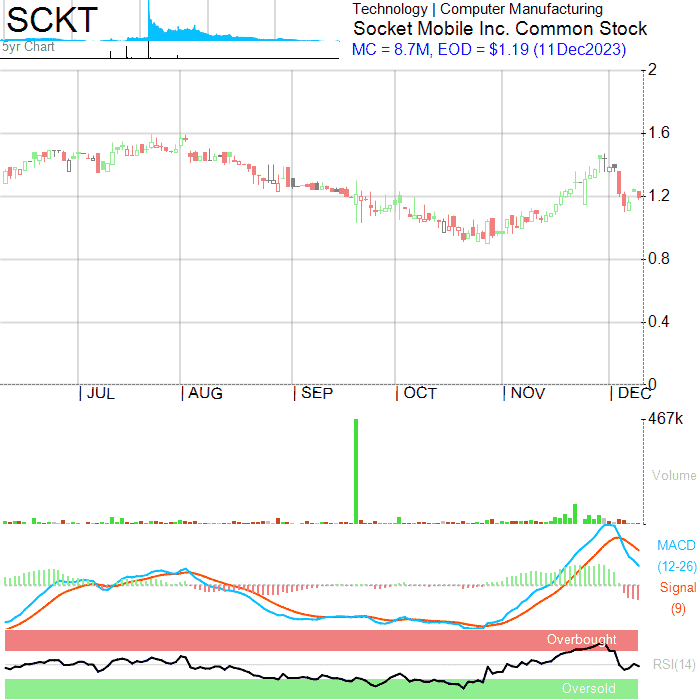 SCKT
5yr Chart
Technology | Computer Manufacturing
Socket Mobile Inc. Common Stock
MC = 8.7M, EOD = $1.19 (11Dec2023)
2
1.6
1.2
0.8
0.4
0
| JUL | AUG | SEP | OCT | NOV | DEC
467k
Volume
MACD
(12-26)
Signal
(9)
Overbought
RSI(14)
Oversold